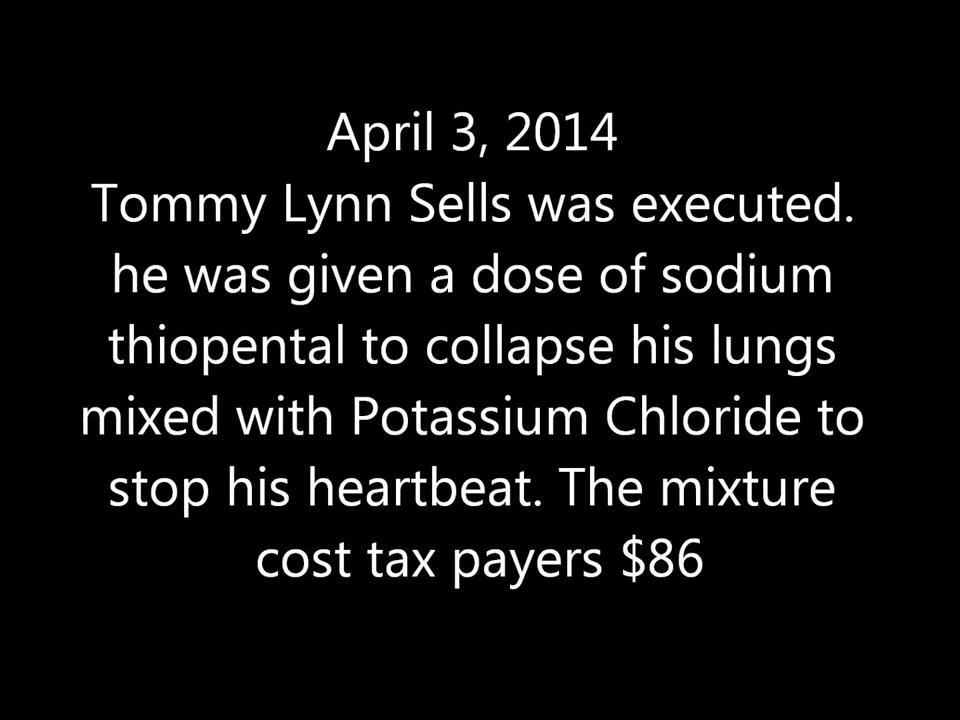 April 3, 2014
Tommy Lynn Sells was executed.
he was given a dose of sodium
thiopental to collapse his lungs
mixed with Potassium Chloride to
stop his heartbeat. The mixture
cost tax payers $86